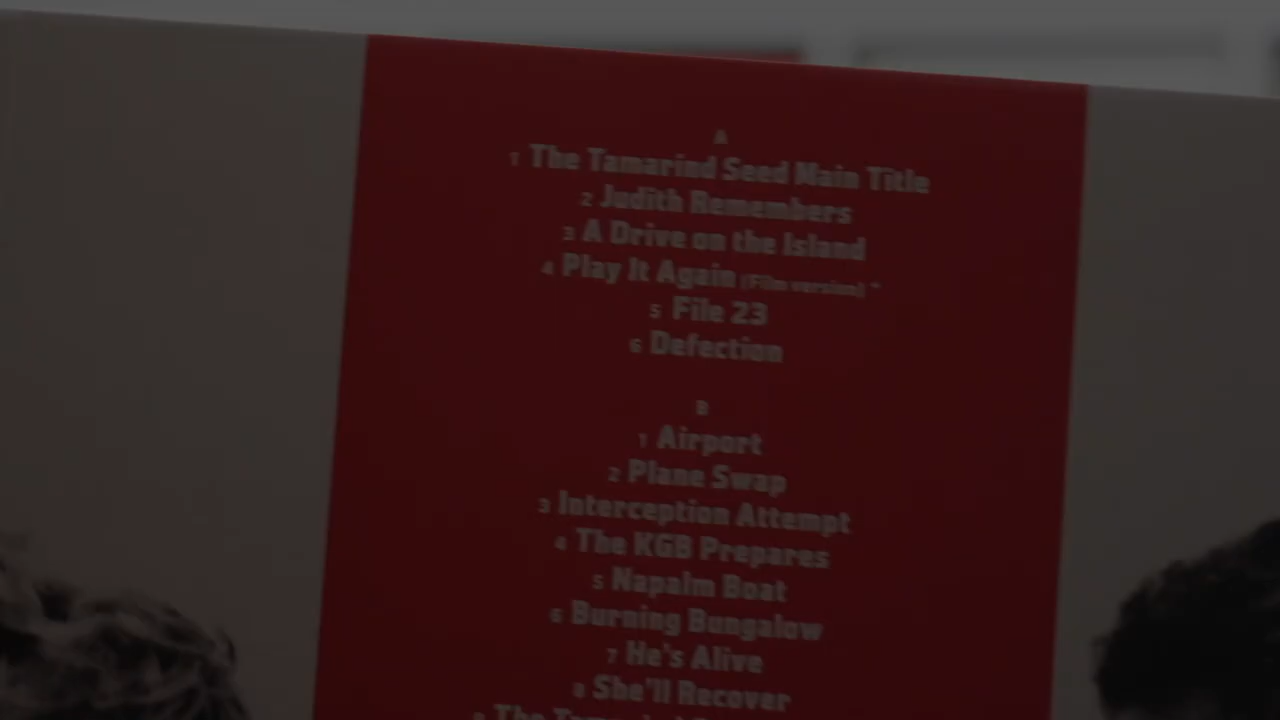 A
1 The Tamarind Seed Main Title
2 Judith Remembers
3 A Drive on the Island
4 Play It Again (Film version) *
5 File 23
6 Defection
B
1 Airport
2 Plane Swap
3 Interception Attempt
4 The KGB Prepares
5 Napalm Boat
6 Burning Bungalow
7 He's Alive
8 She'll Recover
The Tamarind